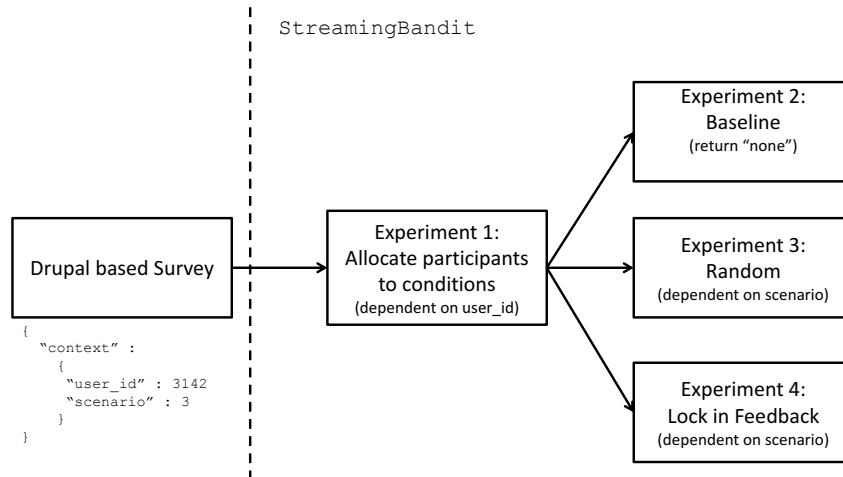 StreamingBandit
Experiment 2:
Baseline
(return “none”)
Drupal based Survey
Experiment 1:
Allocate participants
to conditions
(dependent on user_id)
Experiment 3:
Random
(dependent on scenario)
{
“context” :
{
“user_id” : 3142
“scenario” : 3
}
}
Experiment 4:
Lock in Feedback
(dependent on scenario)